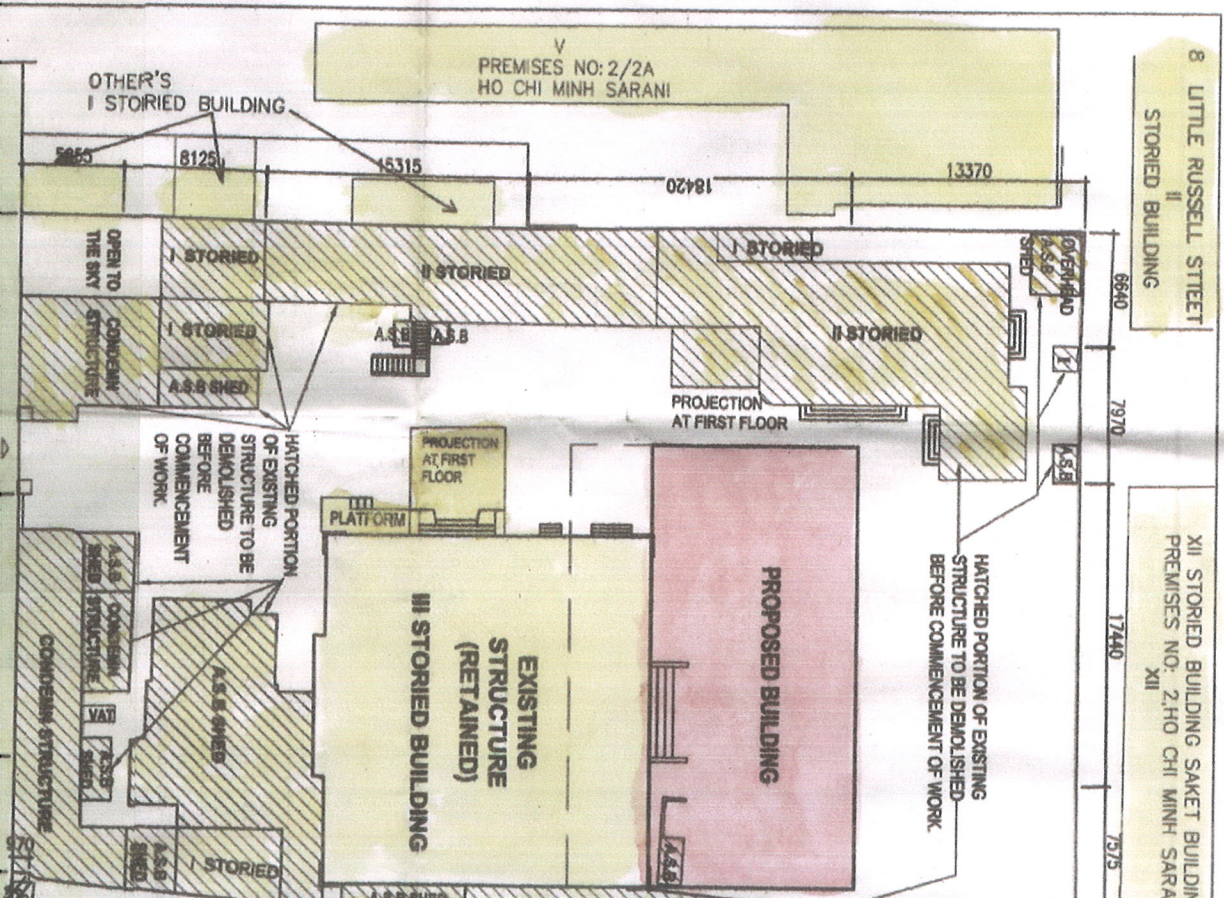 V
PREMISES NO: 2/2A
HO CHI MINH SARANI
OTHER'S
I STORIED BUILDING
8 LITTLE RUSSELL STTEET
II
STORIED BUILDING
8125
15315
18420
13370
OPEN TO
THE SKY
CONDEMN
STRUCTURE
I STORIED
I STORIED
A.S.B SHED
II STORIED
A.S.B
A.S.B
I STORIED
II STORIED
OVERHEAD
A.S.B
SHED
6640
7970
17440
7575
PROJECTION
AT FIRST FLOOR
A.S.B
HATCHED PORTION
OF EXISTING
STRUCTURE TO BE
DEMOLISHED
BEFORE
COMMENCEMENT
OF WORK.
PROJECTION
AT FIRST
FLOOR
PLATFORM
XII STORIED BUILDING SAKET BUILDIN
PREMISES NO: 2,HO CHI MINH SARA
XII
HATCHED PORTION OF EXISTING
STRUCTURE TO BE DEMOLISHED
BEFORE COMMENCEMENT OF WORK.
PROPOSED BUILDING
EXISTING
STRUCTURE
(RETAINED)
III STORIED BUILDING
A.S.B
SHED
CONDEMN
STRUCTURE
VAT
A.S.B
SHED
A.S.B SHED
CONDEMN STRUCTURE
A.S.B
SHED
I STORIED
A.S.B
970